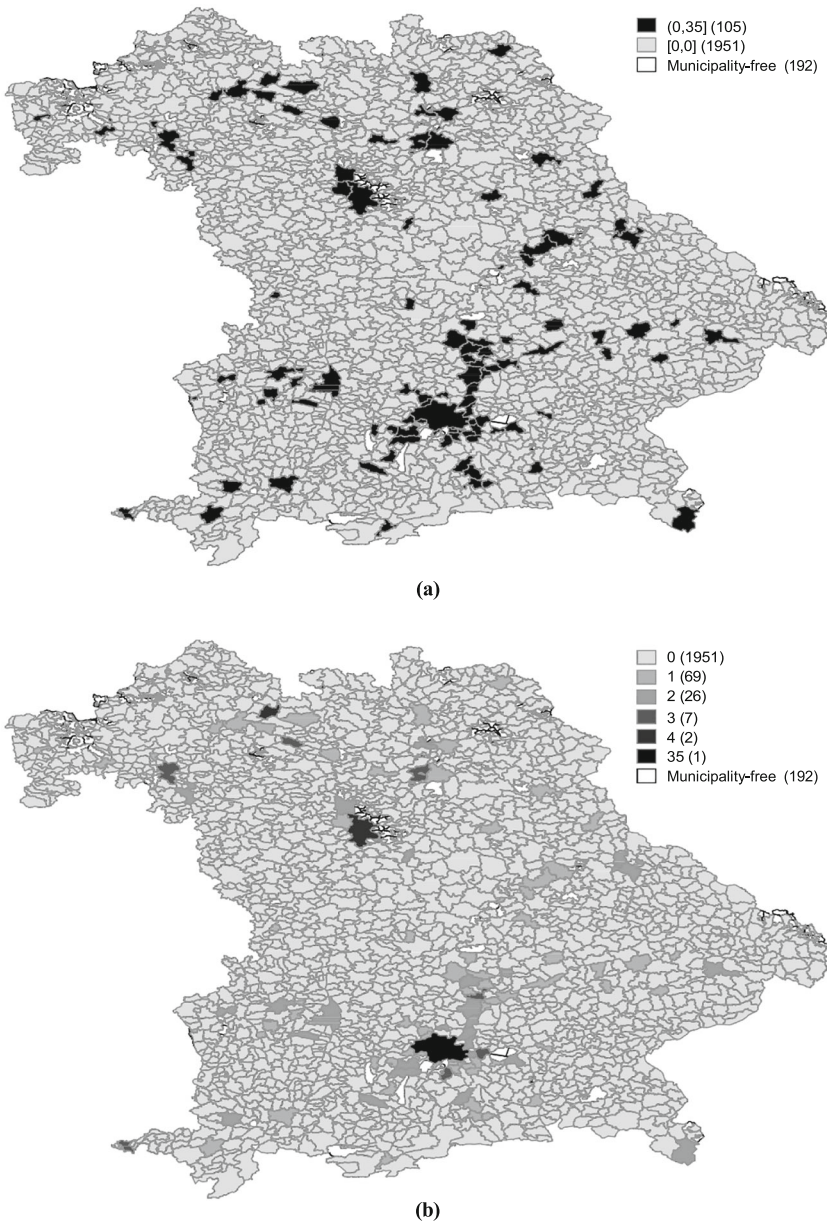 (0,35] (105)
[0,0] (1951)
Municipality-free (192)
(a)
0 (1951)
1 (69)
2 (26)
3 (7)
4 (2)
35 (1)
Municipality-free (192)
(b)